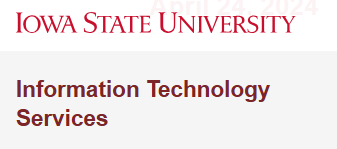 April 24, 2024
IOWA STATE UNIVERSITY
Information Technology
Services